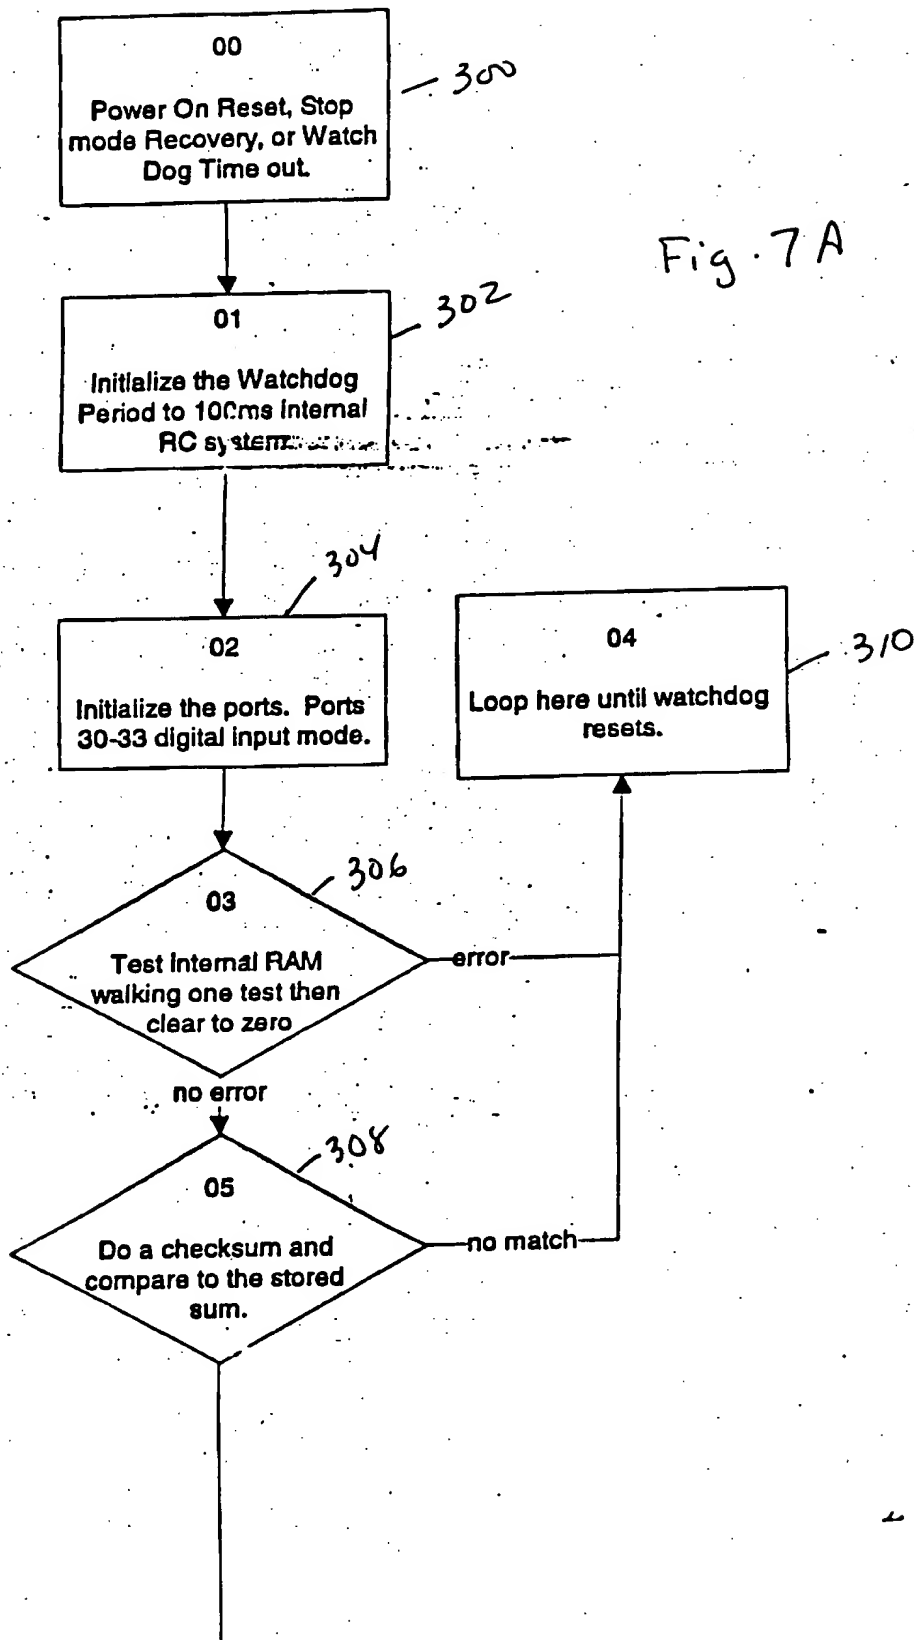 00
300
Power On Reset, Stop
mode Recovery, or Watch
Dog Time out.
Fig. 7A
302
01
Initialize the Watchdog
Period to 100ms internal
RC system.
304
02
Initialize the ports. Ports
30-33 digital input mode.
04
310
Loop here until watchdog
resets.
306
03
Test internal RAM
walking one test then
clear to zero
error
no error
308
05
Do a checksum and
compare to the stored
sum.
no match